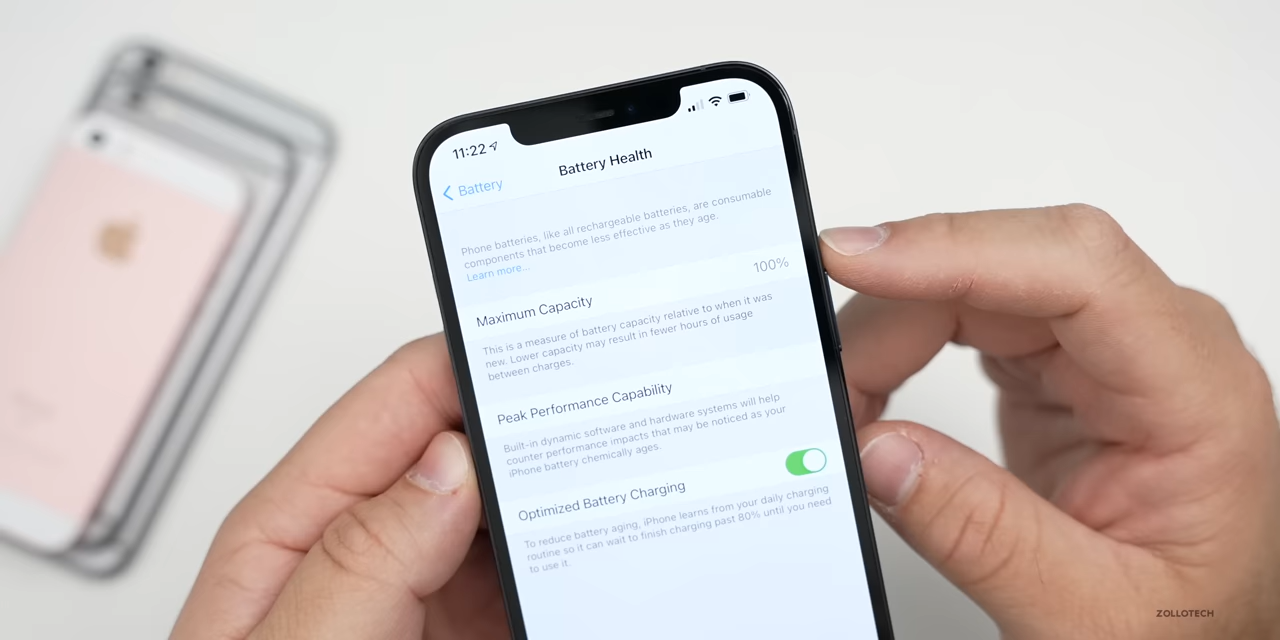 11:22
Battery
Battery Health
Phone batteries, like all rechargeable batteries, are consumable
components that become less effective as they age.
Learn more...
Maximum Capacity 100%
This is a measure of battery capacity relative to when it was
new. Lower capacity may result in fewer hours of usage
between charges.
Peak Performance Capability
Built-in dynamic software and hardware systems will help
counter performance impacts that may be noticed as your
iPhone battery chemically ages.
Optimized Battery Charging
To reduce battery aging, iPhone learns from your daily charging
routine so it can wait to finish charging past 80% until you need
to use it.
ZOLLOTECH